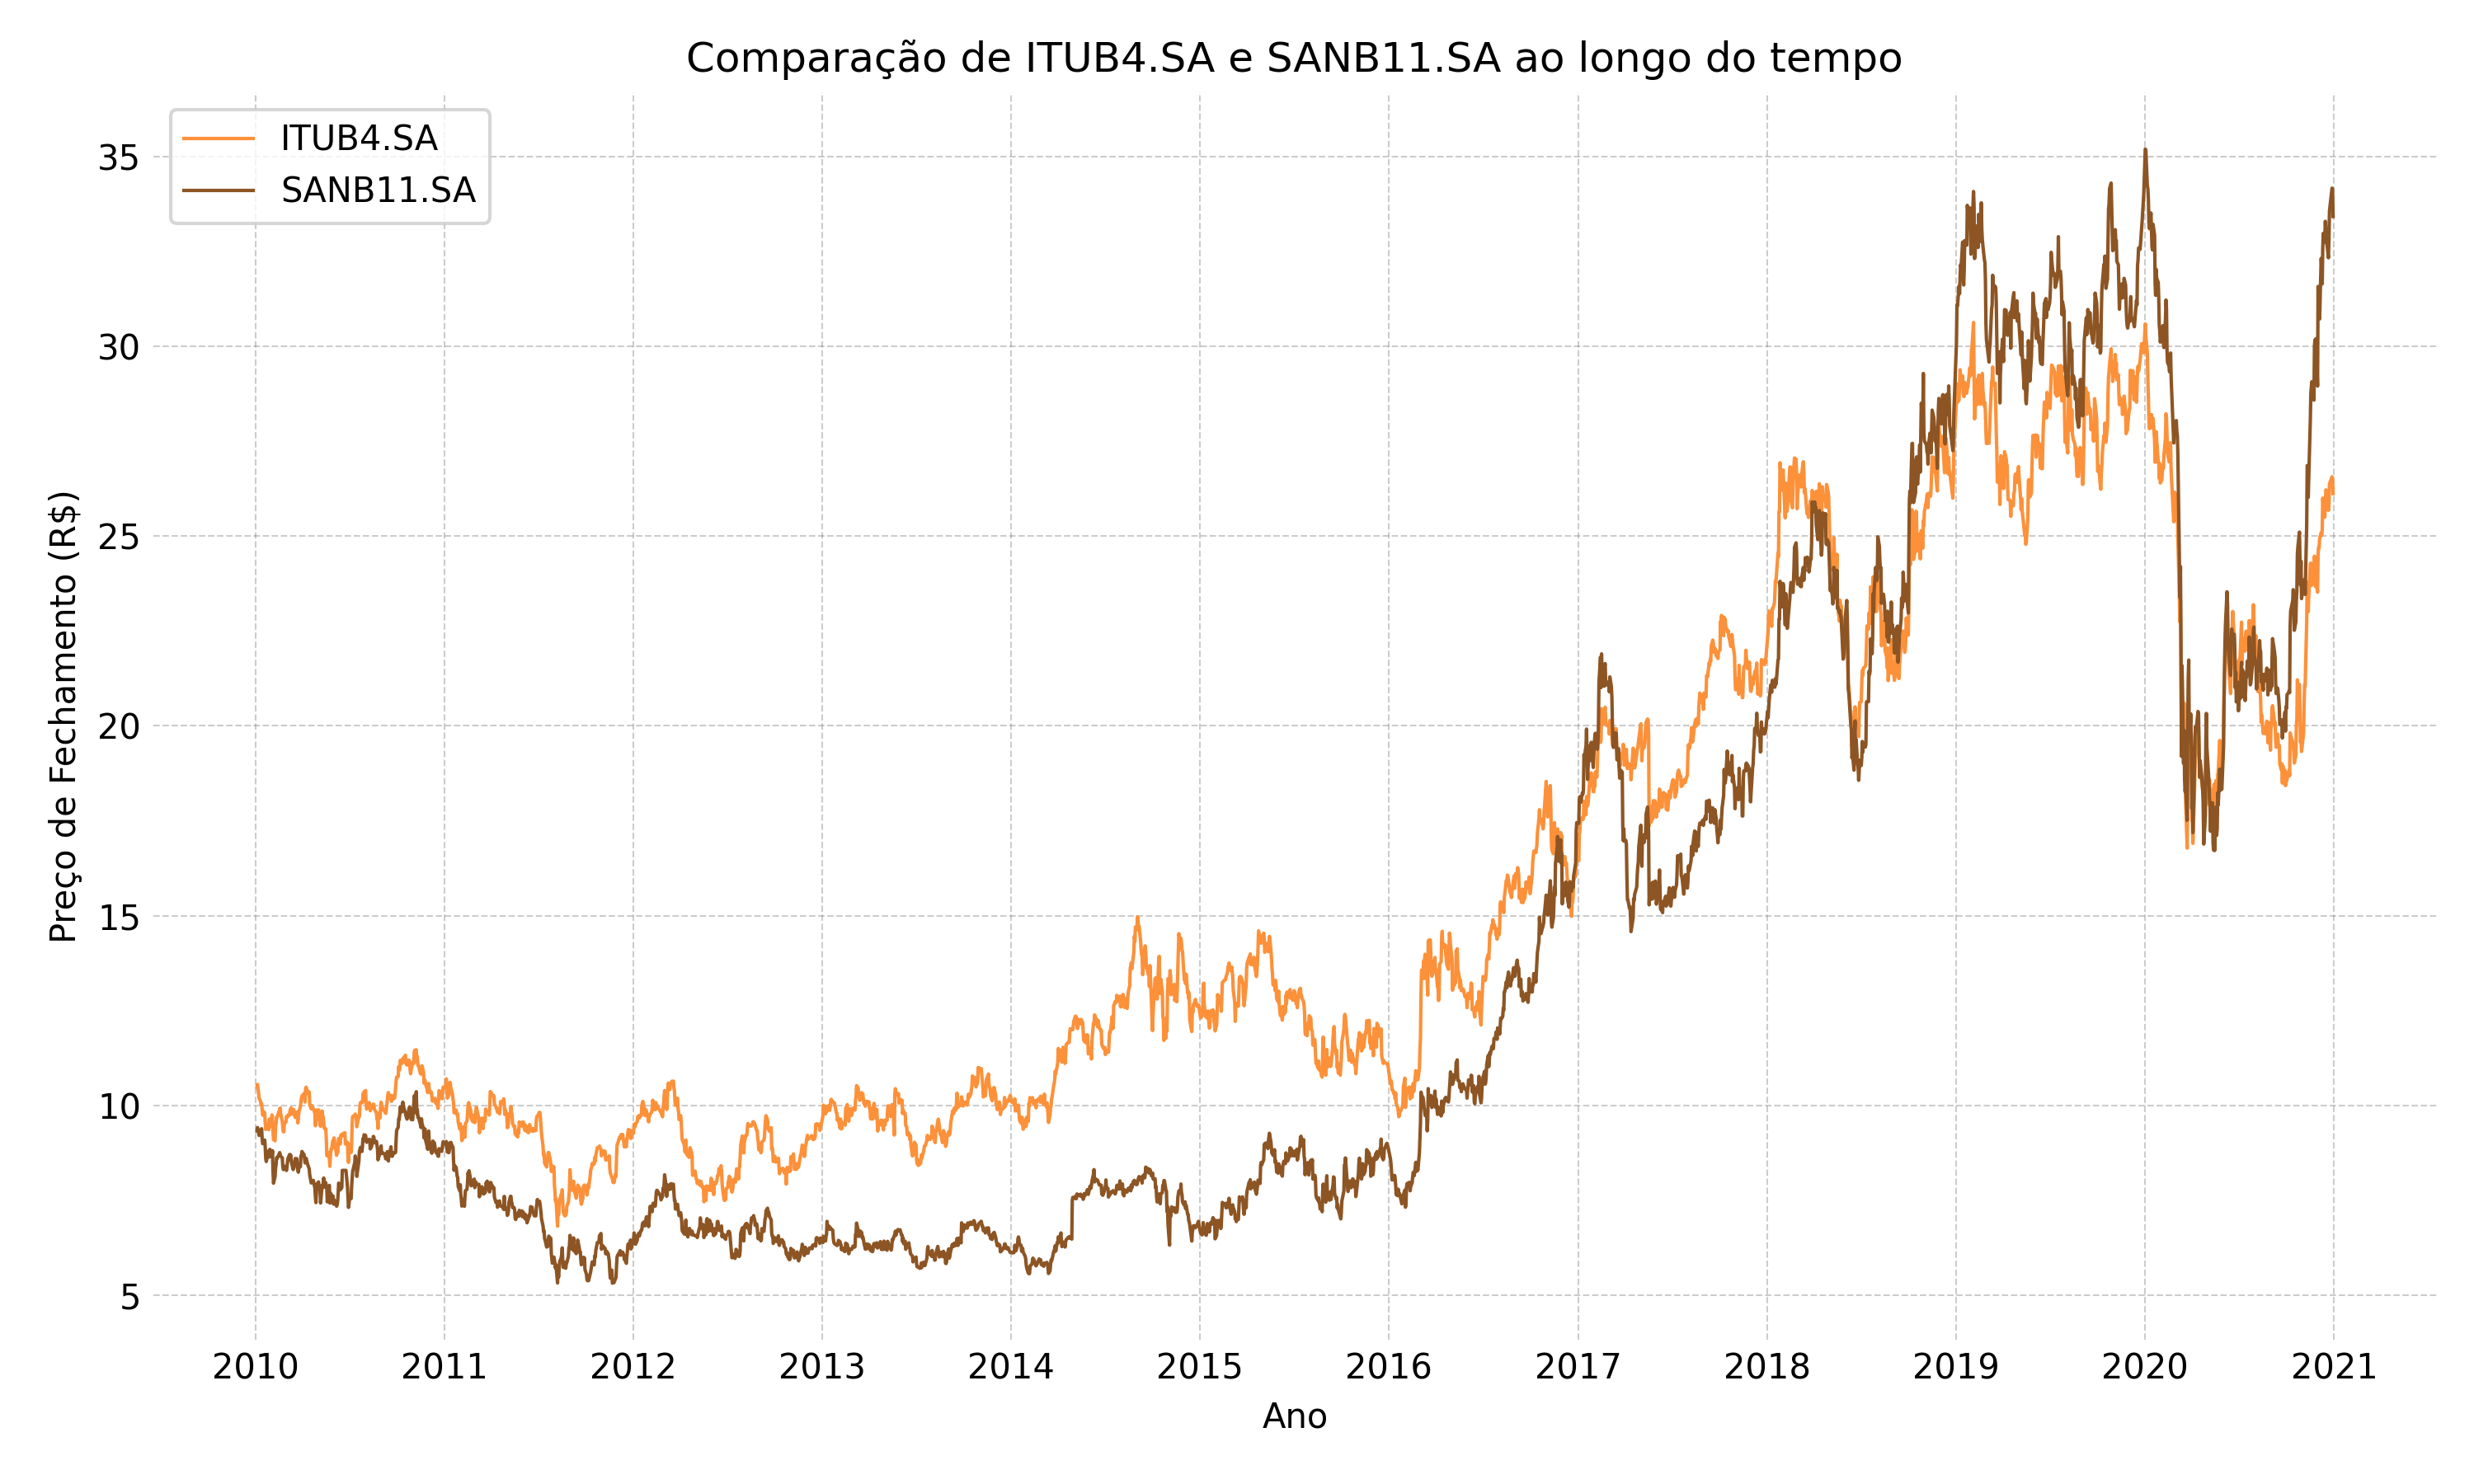 Comparação de ITUB4.SA e SANB11.SA ao longo do tempo
ITUB4.SA
SANB11.SA
Preço de Fechamento (R$)
35
30
25
20
15
10
5
2010 2011 2012 2013 2014 2015 2016 2017 2018 2019 2020 2021
Ano